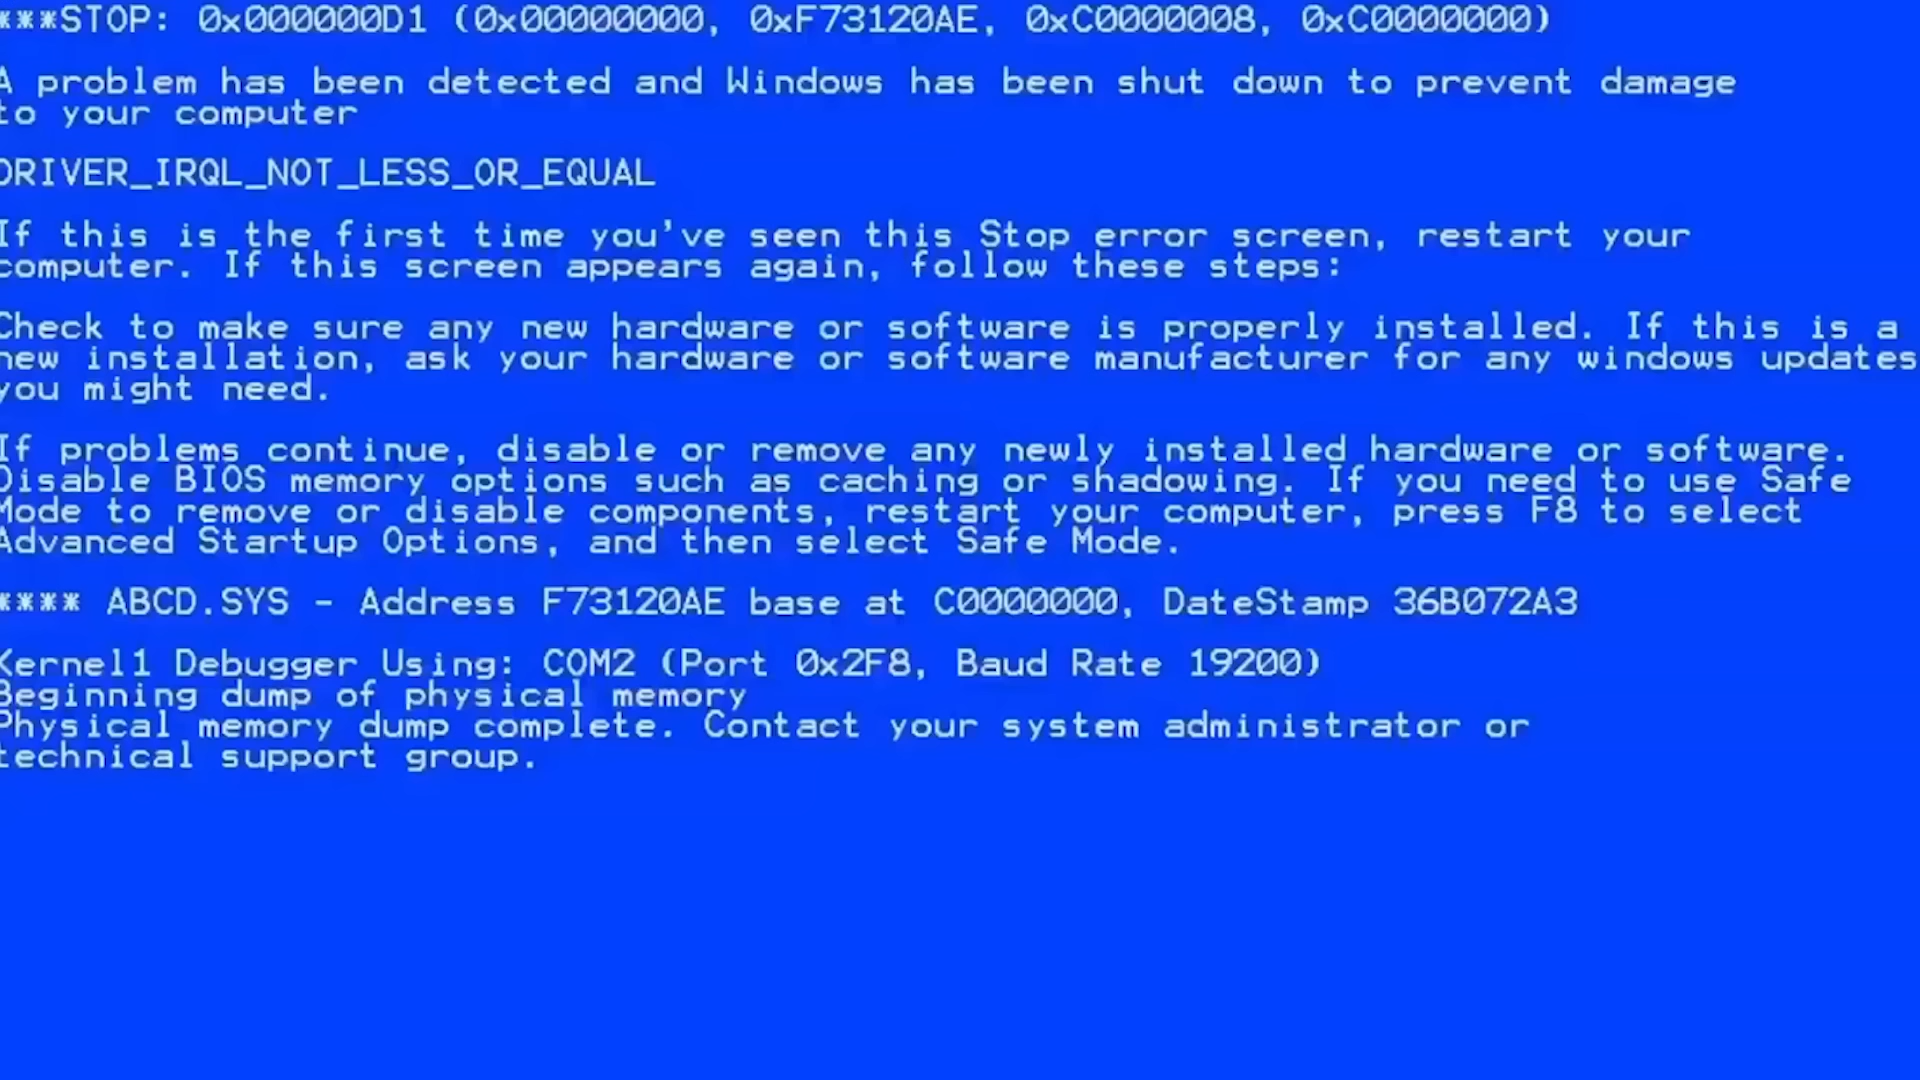 ***STOP: 0x000000D1 (0x00000000, 0xF73120AE, 0xC0000008, 0xC0000000)
A problem has been detected and Windows has been shut down to prevent damage
to your computer
DRIVER_IRQL_NOT_LESS_OR_EQUAL
If this is the first time you've seen this Stop error screen, restart your
computer. If this screen appears again, follow these steps:
Check to make sure any new hardware or software is properly installed. If this is a
new installation, ask your hardware or software manufacturer for any windows updates
you might need.
If problems continue, disable or remove any newly installed hardware or software.
Disable BIOS memory options such as caching or shadowing. If you need to use Safe
Mode to remove or disable components, restart your computer, press F8 to select
Advanced Startup Options, and then select Safe Mode.
**** ABCD.SYS - Address F73120AE base at C0000000, DateStamp 36B072A3
Kernel1 Debugger Using: COM2 (Port 0x2F8, Baud Rate 19200)
Beginning dump of physical memory
Physical memory dump complete. Contact your system administrator or
technical support group.